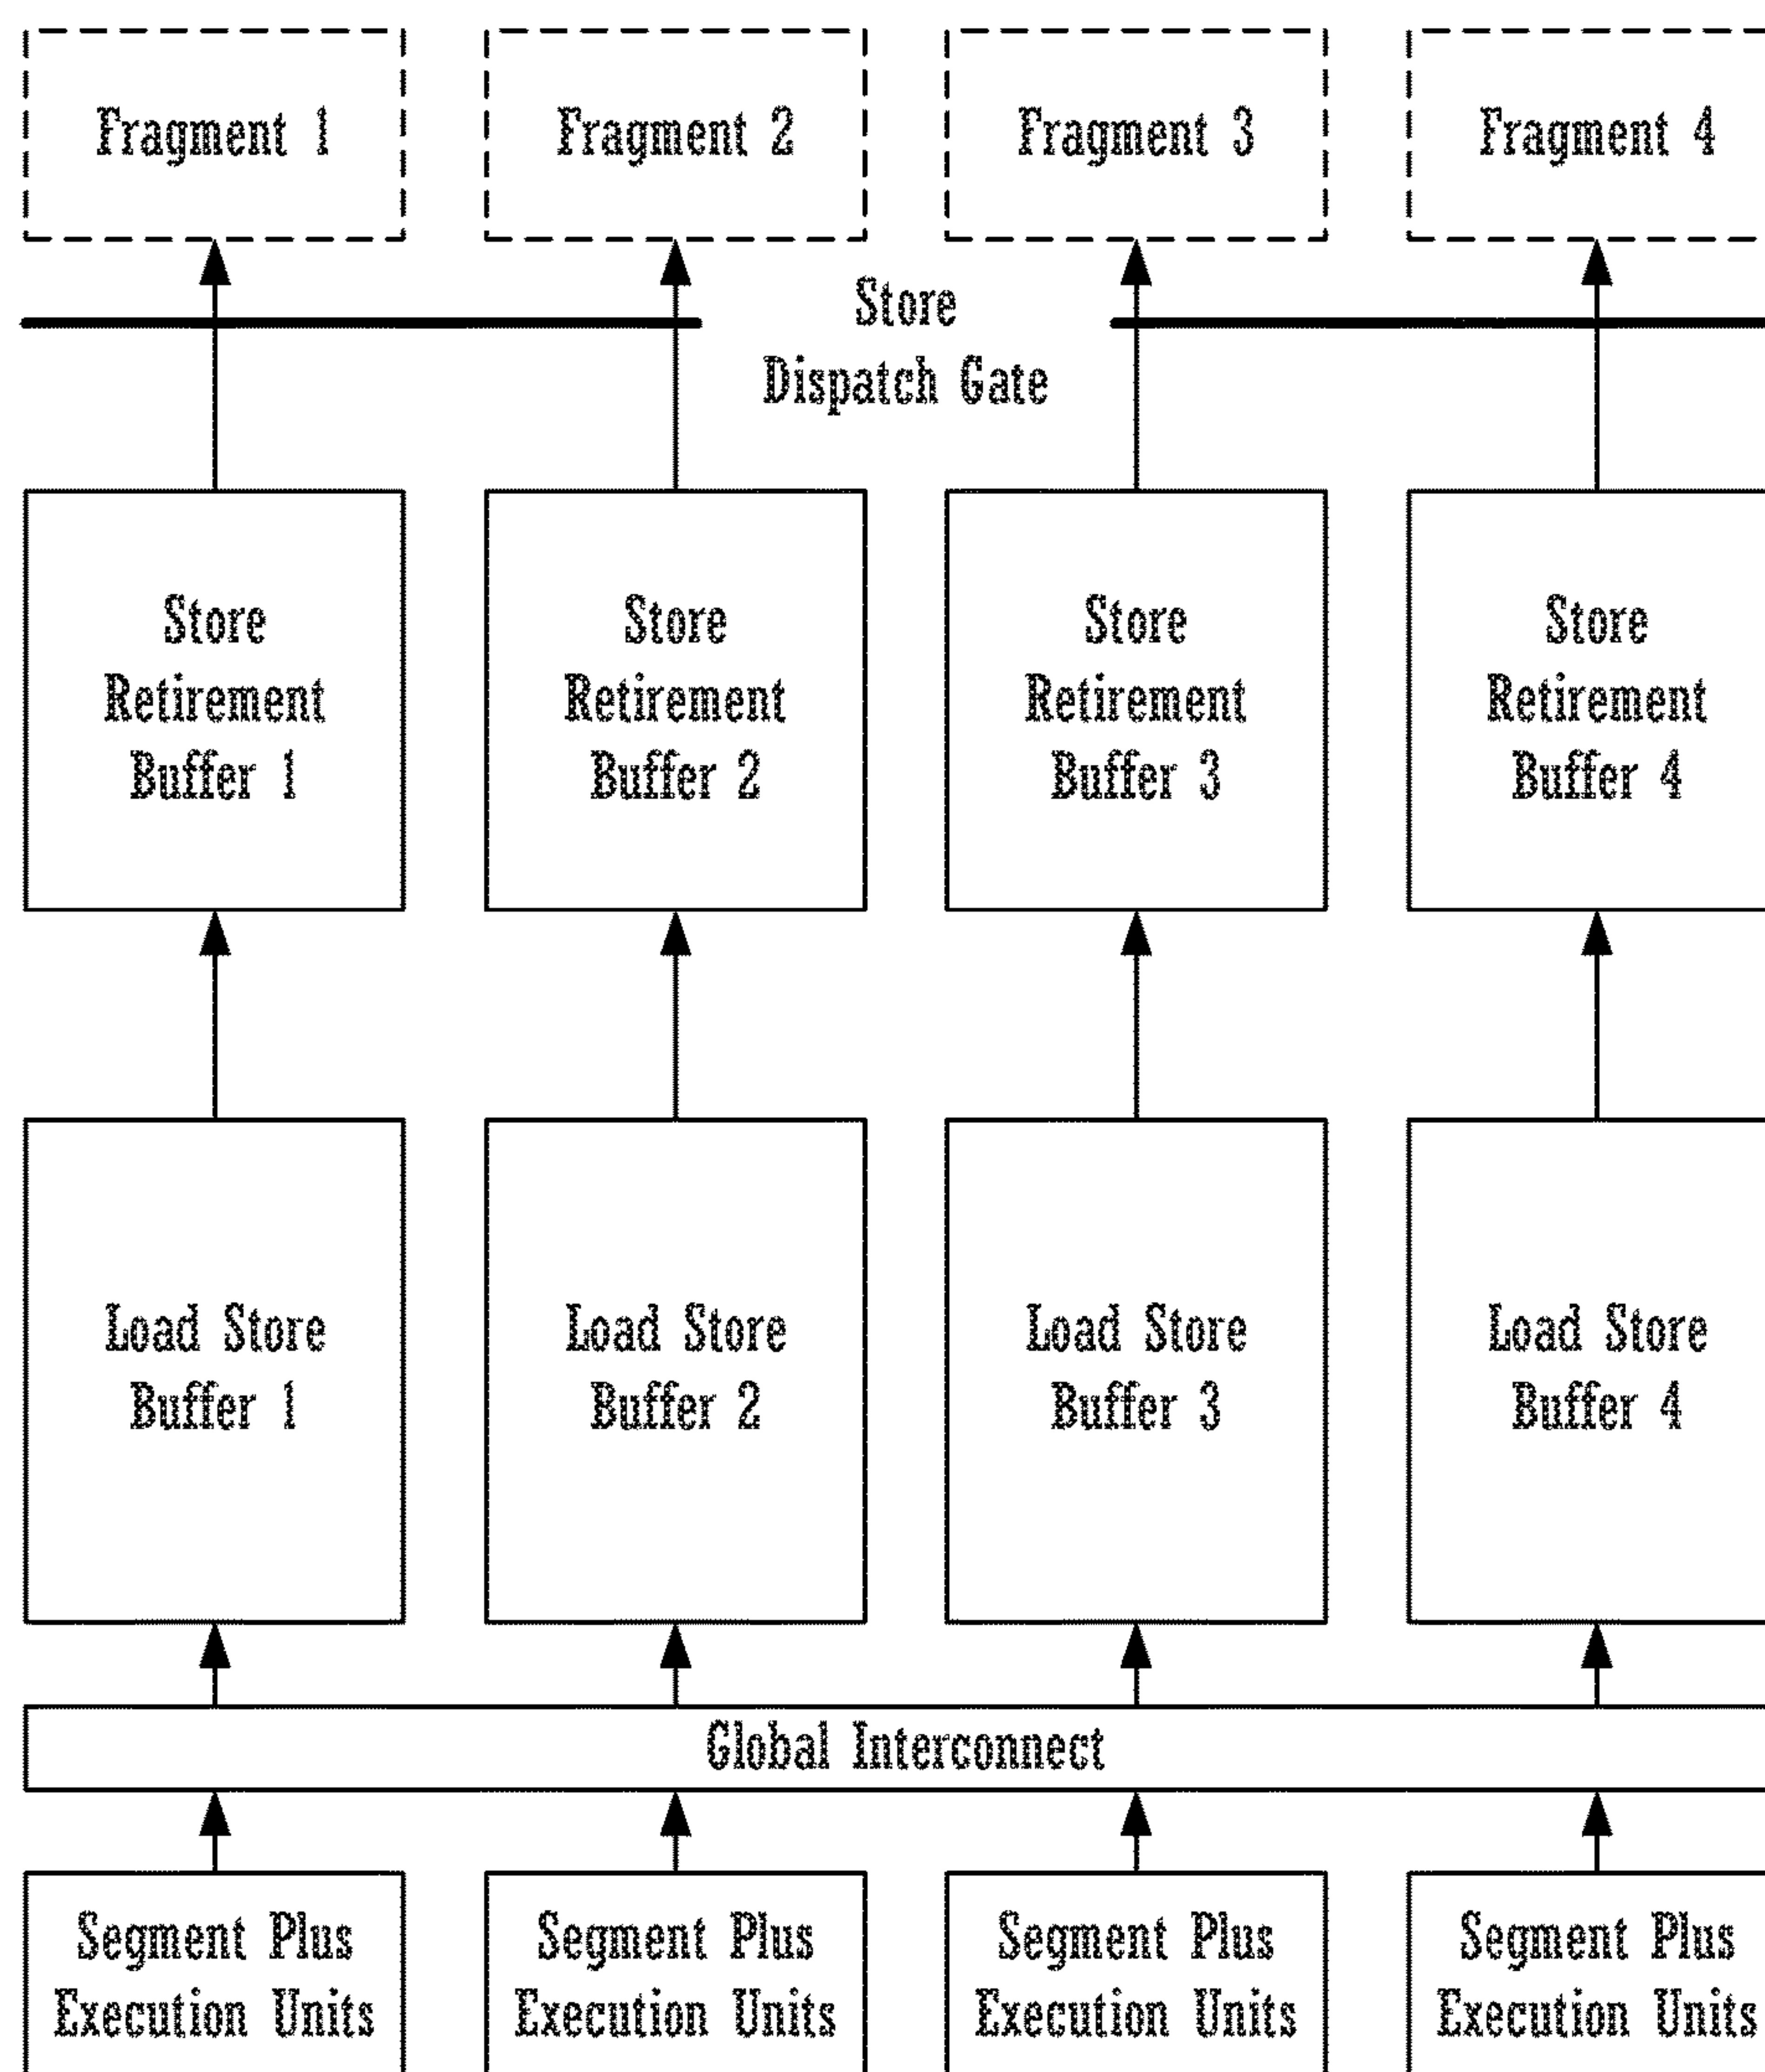 Fragment 1
Fragment 2
Fragment 3
Fragment 4
Store
Dispatch Gate
Store
Retirement
Buffer 1
Store
Retirement
Buffer 2
Store
Retirement
Buffer 3
Store
Retirement
Buffer 4
Load Store
Buffer 1
Load Store
Buffer 2
Load Store
Buffer 3
Load Store
Buffer 4
Global Interconnect
Segment Plus
Execution Units
Segment Plus
Execution Units
Segment Plus
Execution Units
Segment Plus
Execution Units